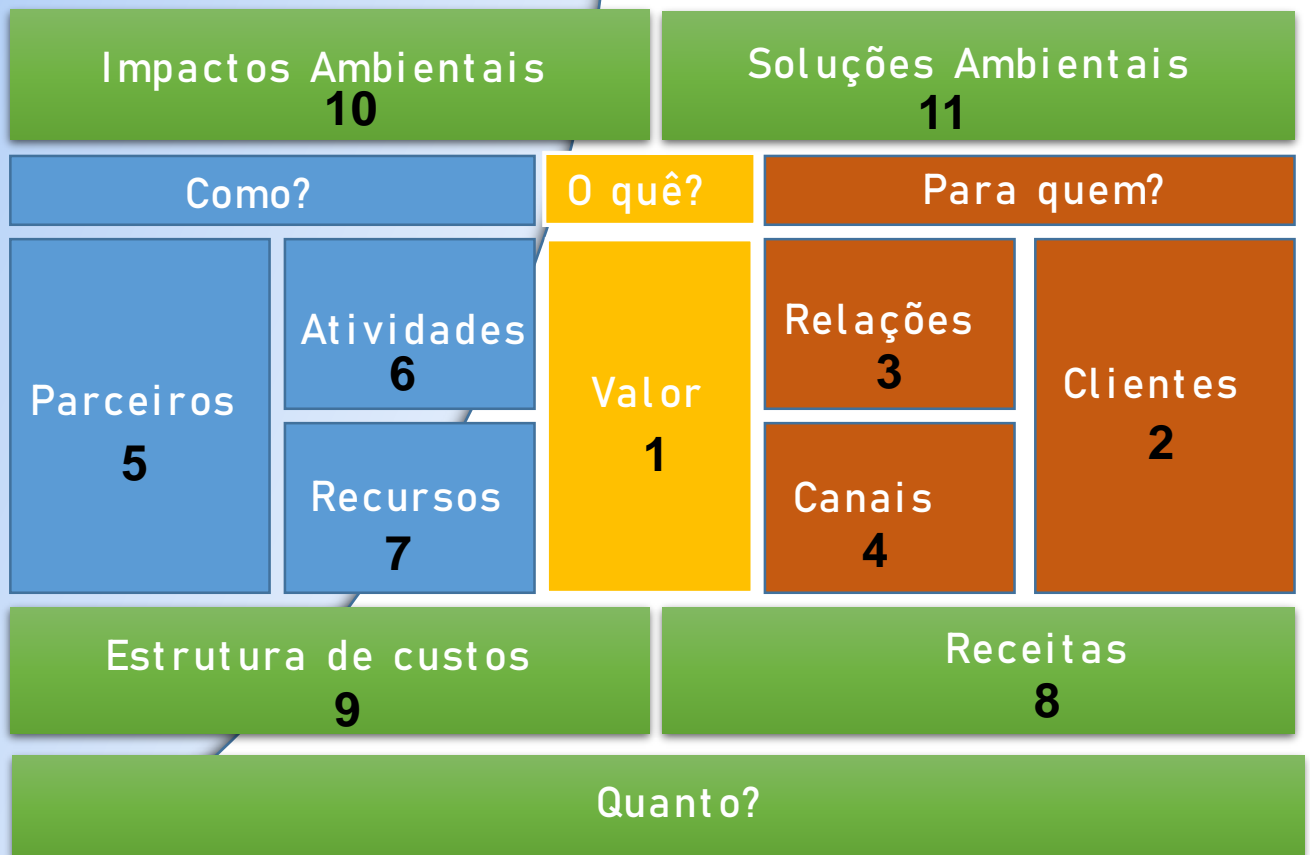 Impactos Ambientais
10
Soluções Ambientais
11
Como?
O quê?
Para quem?
Parceiros
5
Atividades
6
Recursos
7
Valor
1
Relações
3
Canais
4
Clientes
2
Estrutura de custos
9
Receitas
8
Quanto?